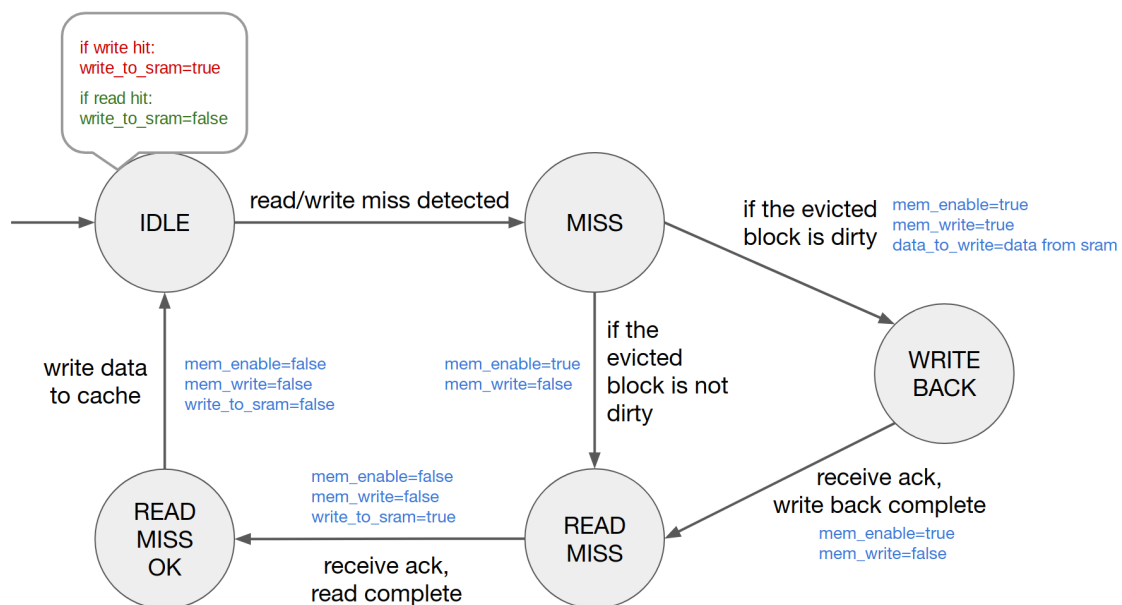 if write hit:
write_to_sram=true
if read hit:
write_to_sram=false
IDLE
read/write miss detected
MISS
if the evicted
block is dirty
mem_enable=true
mem_write=true
data_to_write=data from sram
write data
to cache
mem_enable=false
mem_write=false
write_to_sram=false
mem_enable=true
mem_write=false
if the
evicted
block is not
dirty
WRITE
BACK
receive ack,
write back complete
mem_enable=true
mem_write=false
READ
MISS
OK
mem_enable=false
mem_write=false
write_to_sram=true
receive ack,
read complete
READ
MISS